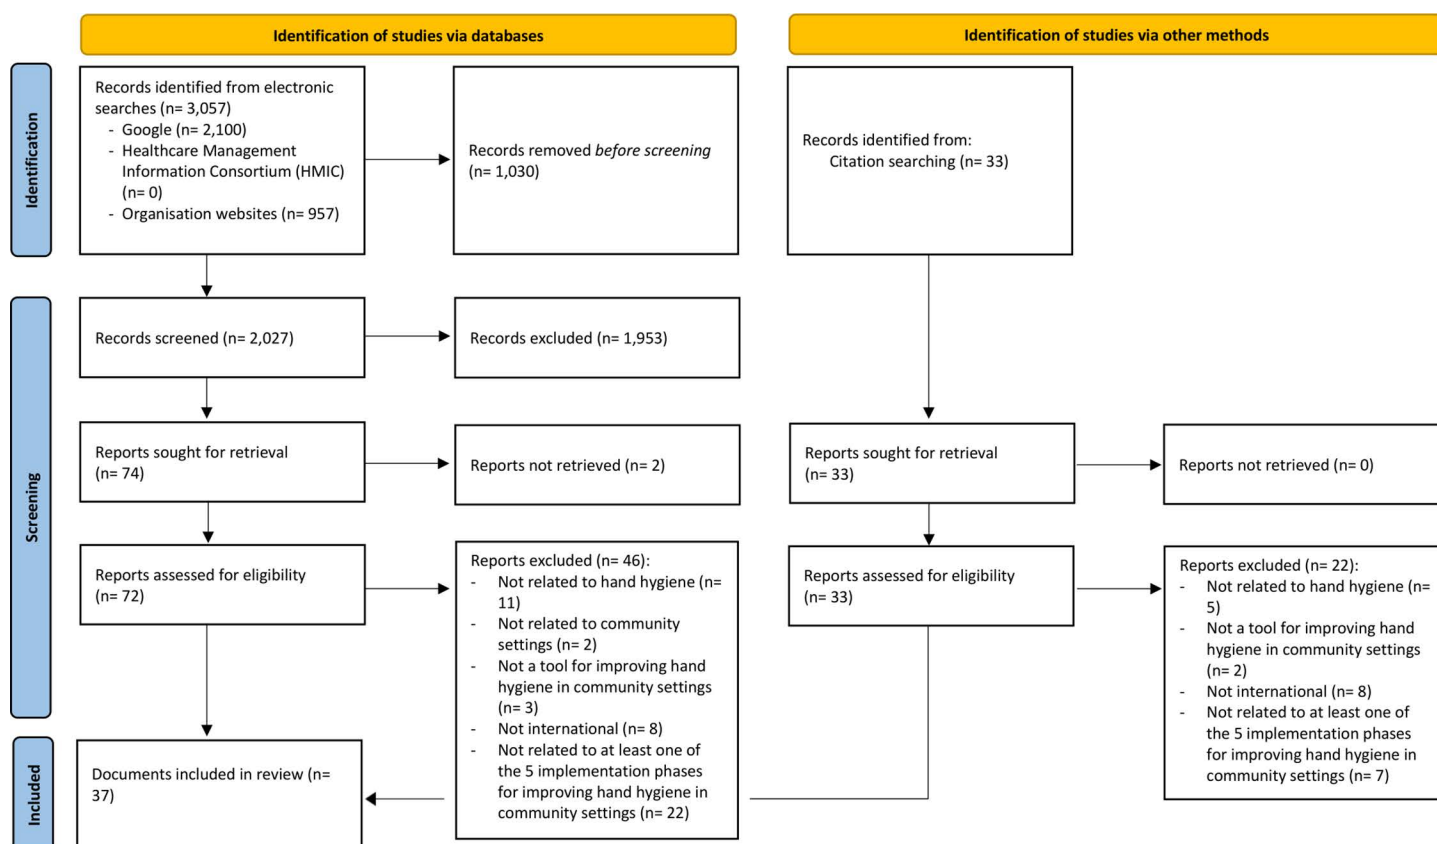 Identification of studies via databases
Identification of studies via other methods
Identification
Records identified from electronic
searches (n= 3,057)
- Google (n= 2,100)
- Healthcare Management
Information Consortium (HMIC)
(n= 0)
- Organisation websites (n= 957)
Records removed before screening
(n= 1,030)
Records identified from:
Citation searching (n= 33)
Screening
Records screened (n= 2,027)
Records excluded (n= 1,953)
Reports sought for retrieval
(n= 74)
Reports not retrieved (n= 2)
Reports sought for retrieval
(n= 33)
Reports not retrieved (n= 0)
Reports assessed for eligibility
(n= 72)
Reports excluded (n= 46):
- Not related to hand hygiene (n=
11)
- Not related to community
settings (n= 2)
- Not a tool for improving hand
hygiene in community settings
(n= 3)
- Not international (n= 8)
- Not related to at least one of
the 5 implementation phases
for improving hand hygiene in
community settings (n= 22)
Reports assessed for eligibility
(n= 33)
Reports excluded (n= 22):
- Not related to hand hygiene (n=
5)
- Not a tool for improving hand
hygiene in community settings
(n= 2)
- Not international (n= 8)
- Not related to at least one of
the 5 implementation phases
for improving hand hygiene in
community settings (n= 7)
Included
Documents included in review (n=
37)